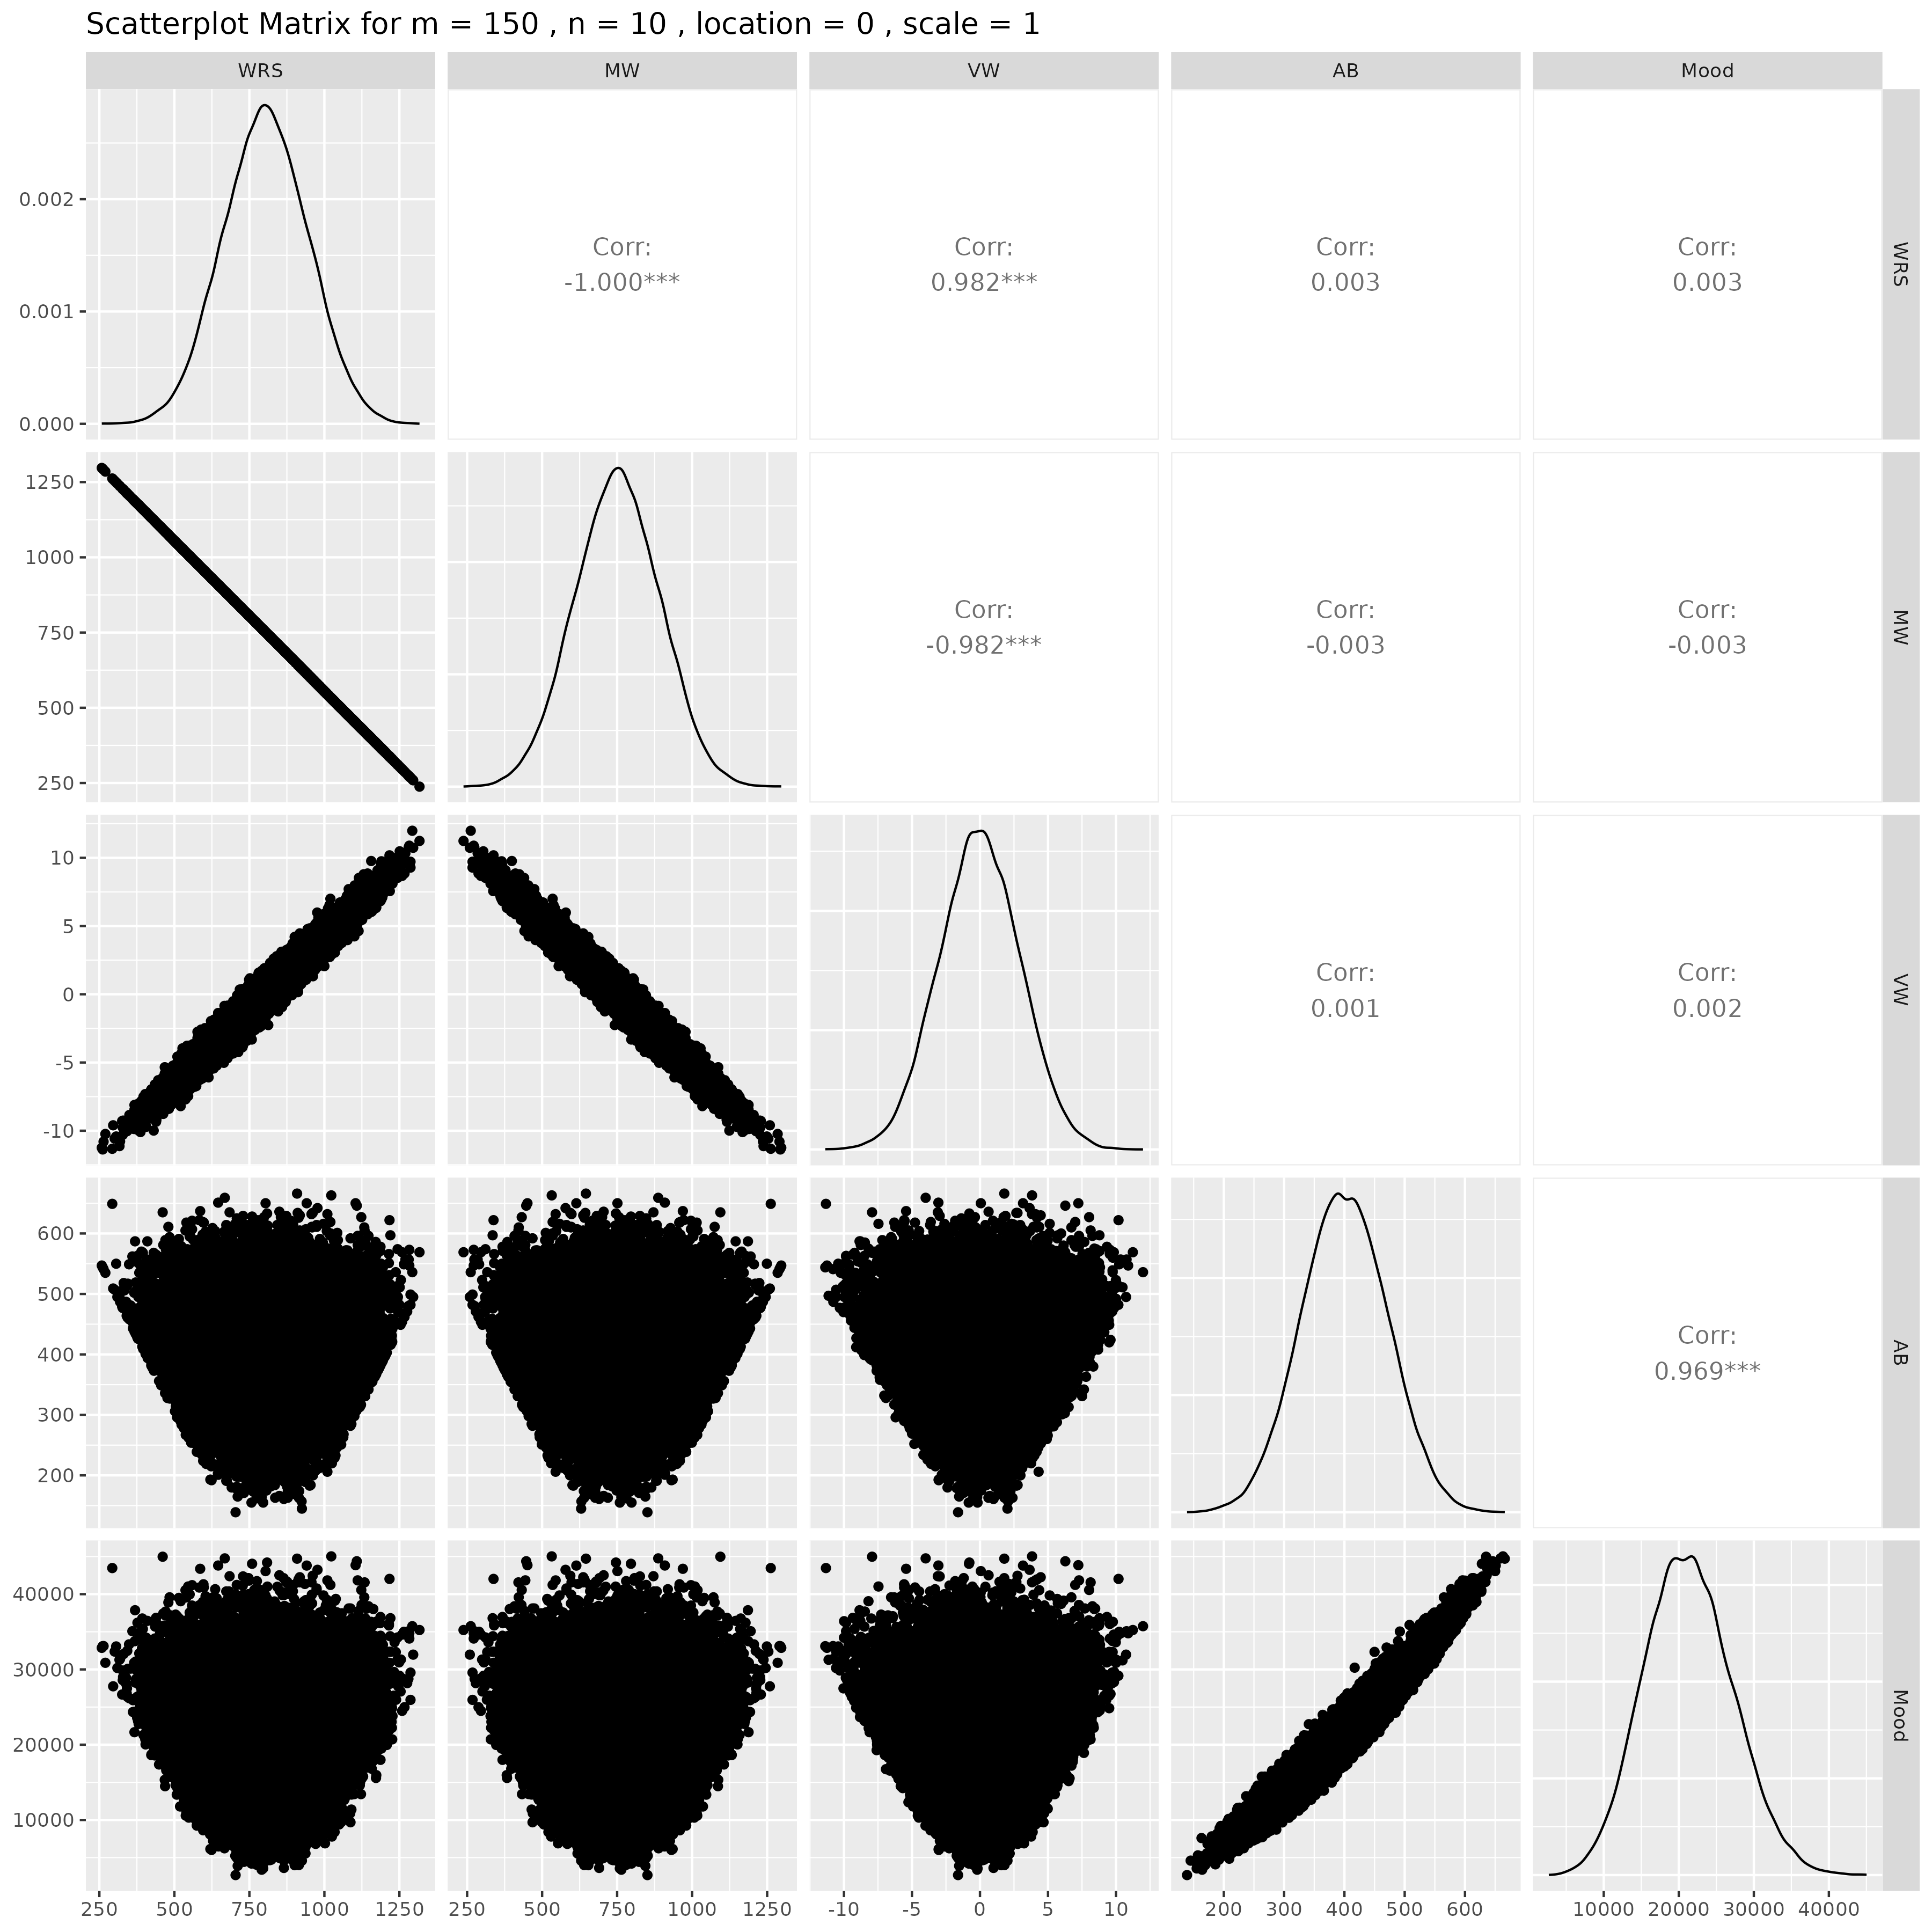 Scatterplot Matrix for m = 150 , n = 10 , location = 0 , scale = 1
WRS MW VW AB Mood
0.002
0.001
0.000
Corr:
-1.000***
Corr:
0.982***
Corr:
0.003
Corr:
0.003
WRS
1250
1000
750
500
250
Corr:
-0.982***
Corr:
-0.003
Corr:
-0.003
MW
10
5
0
-5
-10
Corr:
0.001
Corr:
0.002
VW
600
500
400
300
200
Corr:
0.969***
AB
40000
30000
20000
10000
Mood
250 500 750 1000 1250 250 500 750 1000 1250 -10 -5 0 5 10 200 300 400 500 600 10000 20000 30000 40000